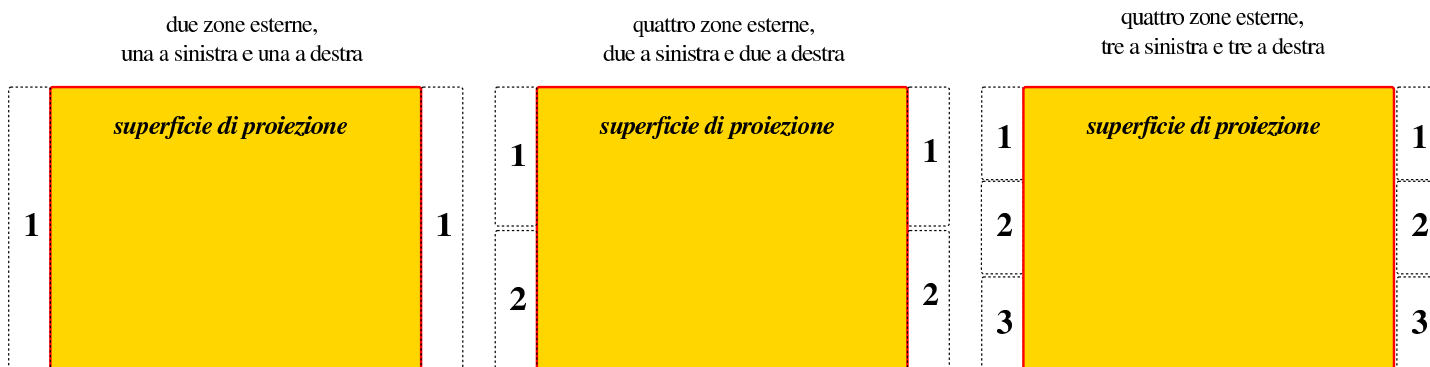 due zone esterne,
una a sinistra e una a destra
superficie di proiezione
1
1
quattro zone esterne,
due a sinistra e due a destra
superficie di proiezione
1
1
2
2
quattro zone esterne,
tre a sinistra e tre a destra
superficie di proiezione
1
1
2
2
3
3